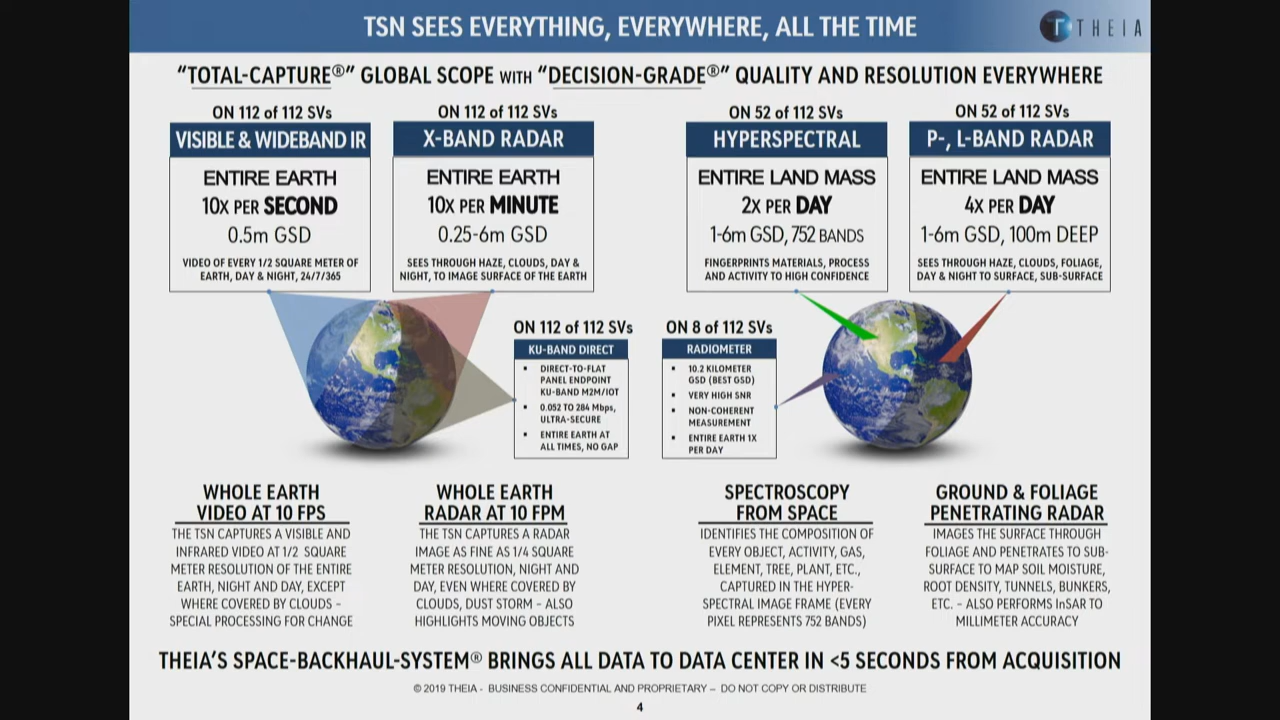 TSN SEES EVERYTHING, EVERYWHERE, ALL THE TIME
THEIA
“TOTAL-CAPTURE®” GLOBAL SCOPE WITH “DECISION-GRADE®” QUALITY AND RESOLUTION EVERYWHERE
ON 112 of 112 SVs
VISIBLE & WIDEBAND IR
ENTIRE EARTH
10X PER SECOND
0.5m GSD
VIDEO OF EVERY 1/2 SQUARE METER OF
EARTH, DAY & NIGHT, 24/7/365
ON 112 of 112 SVs
X-BAND RADAR
ENTIRE EARTH
10X PER MINUTE
0.25-6m GSD
SEES THROUGH HAZE, CLOUDS, DAY &
NIGHT, TO IMAGE SURFACE OF THE EARTH
ON 52 of 112 SVs
HYPERSPECTRAL
ENTIRE LAND MASS
2X PER DAY
1-6m GSD, 752 BANDS
FINGERPRINTS MATERIALS, PROCESS
AND ACTIVITY TO HIGH CONFIDENCE
ON 52 of 112 SVs
P-, L-BAND RADAR
ENTIRE LAND MASS
4X PER DAY
1-6m GSD, 100m DEEP
SEES THROUGH HAZE, CLOUDS, FOLIAGE,
DAY & NIGHT TO SURFACE, SUB-SURFACE
ON 112 of 112 SVs
KU-BAND DIRECT
▪ DIRECT-TO-FLAT
PANEL ENDPOINT
KU-BAND M2M/IOT
▪ 0.052 TO 284 Mbps,
ULTRA-SECURE
▪ ENTIRE EARTH AT
ALL TIMES, NO GAP
ON 8 of 112 SVs
RADIOMETER
▪ 10.2 KILOMETER
GSD (BEST GSD)
▪ VERY HIGH SNR
▪ NON-COHERENT
MEASUREMENT
▪ ENTIRE EARTH 1X
PER DAY
WHOLE EARTH
VIDEO AT 10 FPS
THE TSN CAPTURES A VISIBLE AND
INFRARED VIDEO AT 1/2 SQUARE
METER RESOLUTION OF THE ENTIRE
EARTH, NIGHT AND DAY, EXCEPT
WHERE COVERED BY CLOUDS –
SPECIAL PROCESSING FOR CHANGE
WHOLE EARTH
RADAR AT 10 FPM
THE TSN CAPTURES A RADAR
IMAGE AS FINE AS 1/4 SQUARE
METER RESOLUTION, NIGHT AND
DAY, EVEN WHERE COVERED BY
CLOUDS, DUST STORM – ALSO
HIGHLIGHTS MOVING OBJECTS
SPECTROSCOPY
FROM SPACE
IDENTIFIES THE COMPOSITION OF
EVERY OBJECT, ACTIVITY, GAS,
ELEMENT, TREE, PLANT, ETC.,
CAPTURED IN THE HYPER-
SPECTRAL IMAGE FRAME (EVERY
PIXEL REPRESENTS 752 BANDS)
GROUND & FOLIAGE
PENETRATING RADAR
IMAGES THE SURFACE THROUGH
FOLIAGE AND PENETRATES TO SUB-
SURFACE TO MAP SOIL MOISTURE,
ROOT DENSITY, TUNNELS, BUNKERS,
ETC. – ALSO PERFORMS InSAR TO
MILLIMETER ACCURACY
THEIA’S SPACE-BACKHAUL-SYSTEM® BRINGS ALL DATA TO DATA CENTER IN <5 SECONDS FROM ACQUISITION
© 2019 THEIA - BUSINESS CONFIDENTIAL AND PROPRIETARY – DO NOT COPY OR DISTRIBUTE
4